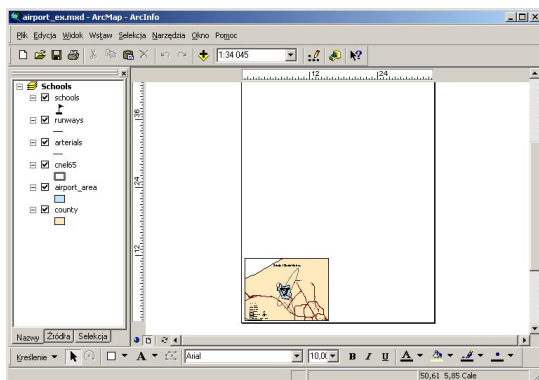 airport_ex.mxd - ArcMap - ArcInfo
Plik Edycja Widok Wstaw Selekcja Narzędzia Okno Pomoc
1:34 045
Schools
schools
runways
arterials
cnel65
airport_area
county
12 24
36
24
12
Nazwy Źródła Selekcja
Kreślenie A Arial 10,0 B I U A
50,61 5,85 Cale